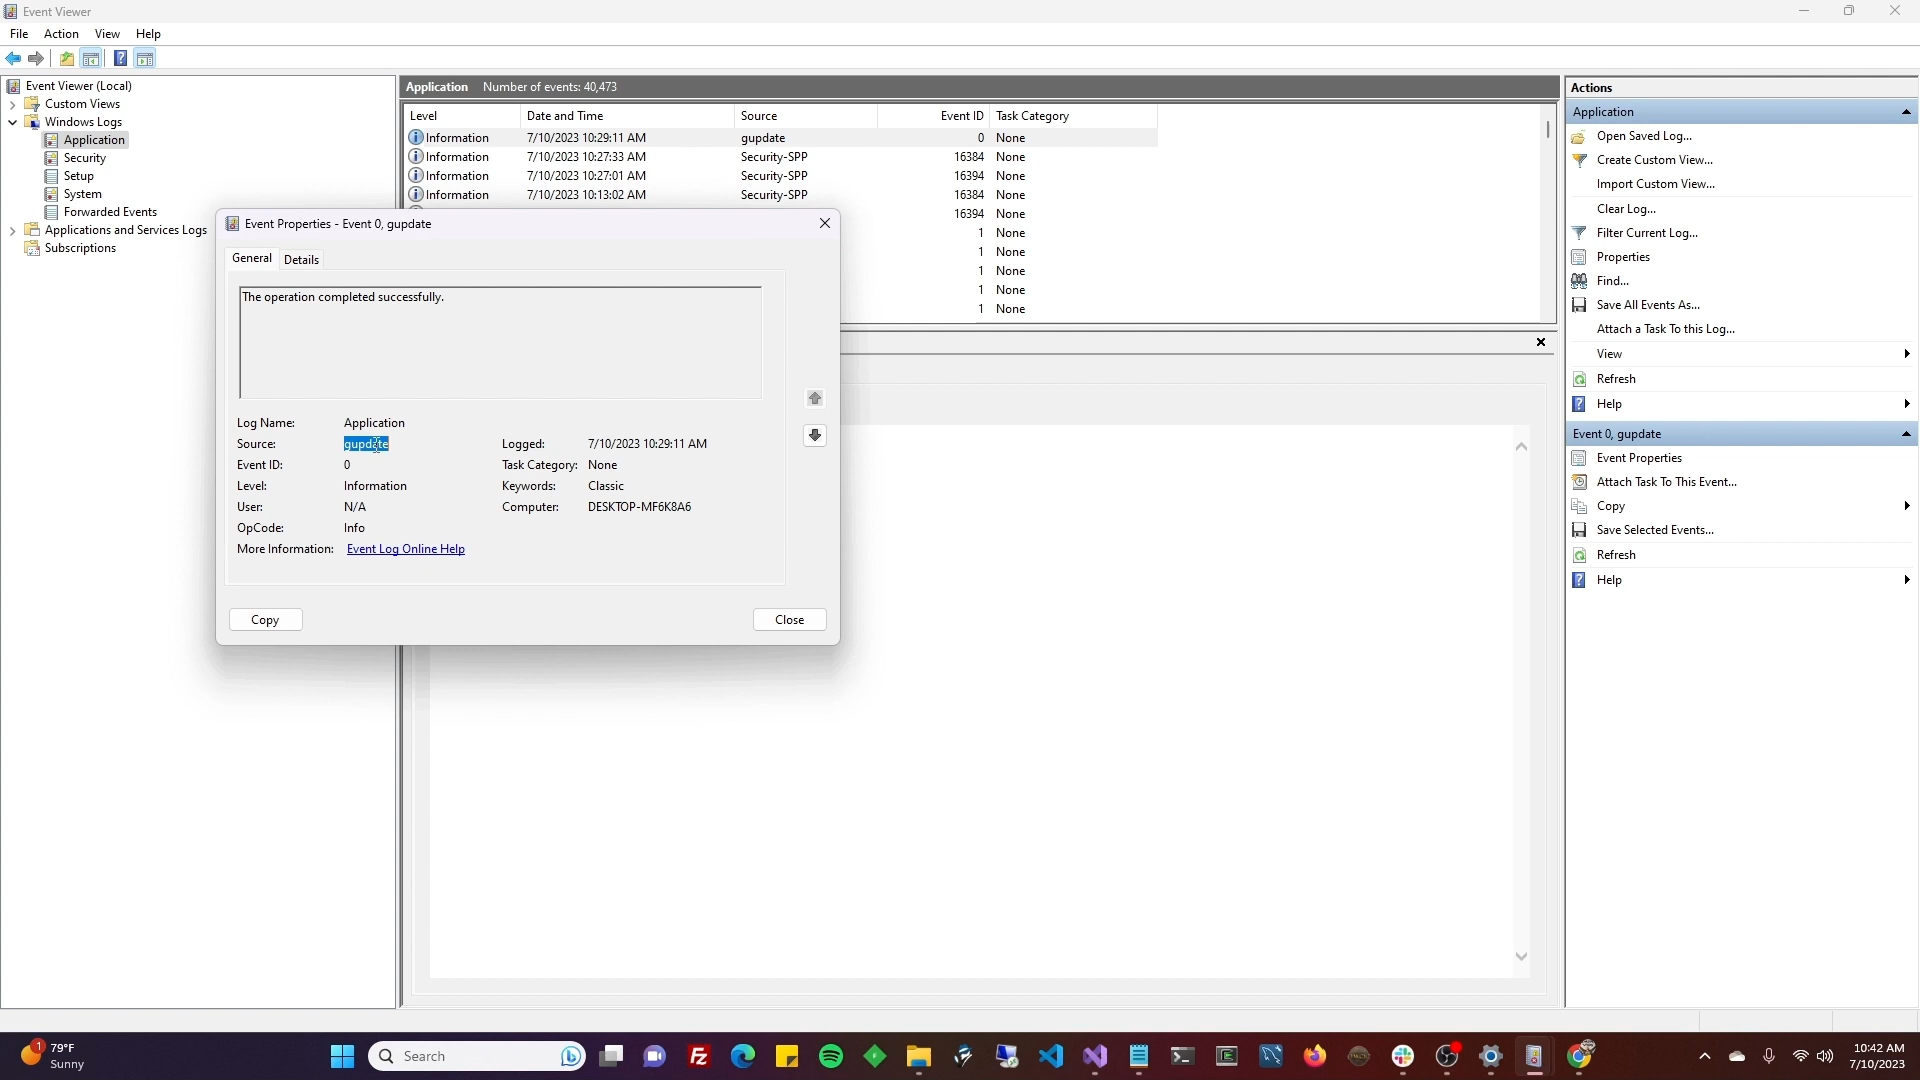 Event Viewer
File Action View Help
Event Viewer (Local)
Custom Views
Windows Logs
Application
Security
Setup
System
Forwarded Events
Applications and Services Logs
Subscriptions
Application Number of events: 40,473
Level Date and Time Source Event ID Task Category
Information 7/10/2023 10:29:11 AM gupdate 0 None
Information 7/10/2023 10:27:33 AM Security-SPP 16384 None
Information 7/10/2023 10:27:01 AM Security-SPP 16394 None
Information 7/10/2023 10:13:02 AM Security-SPP 16384 None
16394 None
1 None
1 None
1 None
1 None
1 None
Event Properties - Event 0, gupdate
General Details
The operation completed successfully.
Log Name: Application
Source: gupdate Logged: 7/10/2023 10:29:11 AM
Event ID: 0 Task Category: None
Level: Information Keywords: Classic
User: N/A Computer: DESKTOP-MF6K8A6
OpCode: Info
More Information: Event Log Online Help
Copy Close
Actions
Application
Open Saved Log...
Create Custom View...
Import Custom View...
Clear Log...
Filter Current Log...
Properties
Find...
Save All Events As...
Attach a Task To this Log...
View
Refresh
Help
Event 0, gupdate
Event Properties
Attach Task To This Event...
Copy
Save Selected Events...
Refresh
Help
1
79°F
Sunny
Search
10:42 AM
7/10/2023